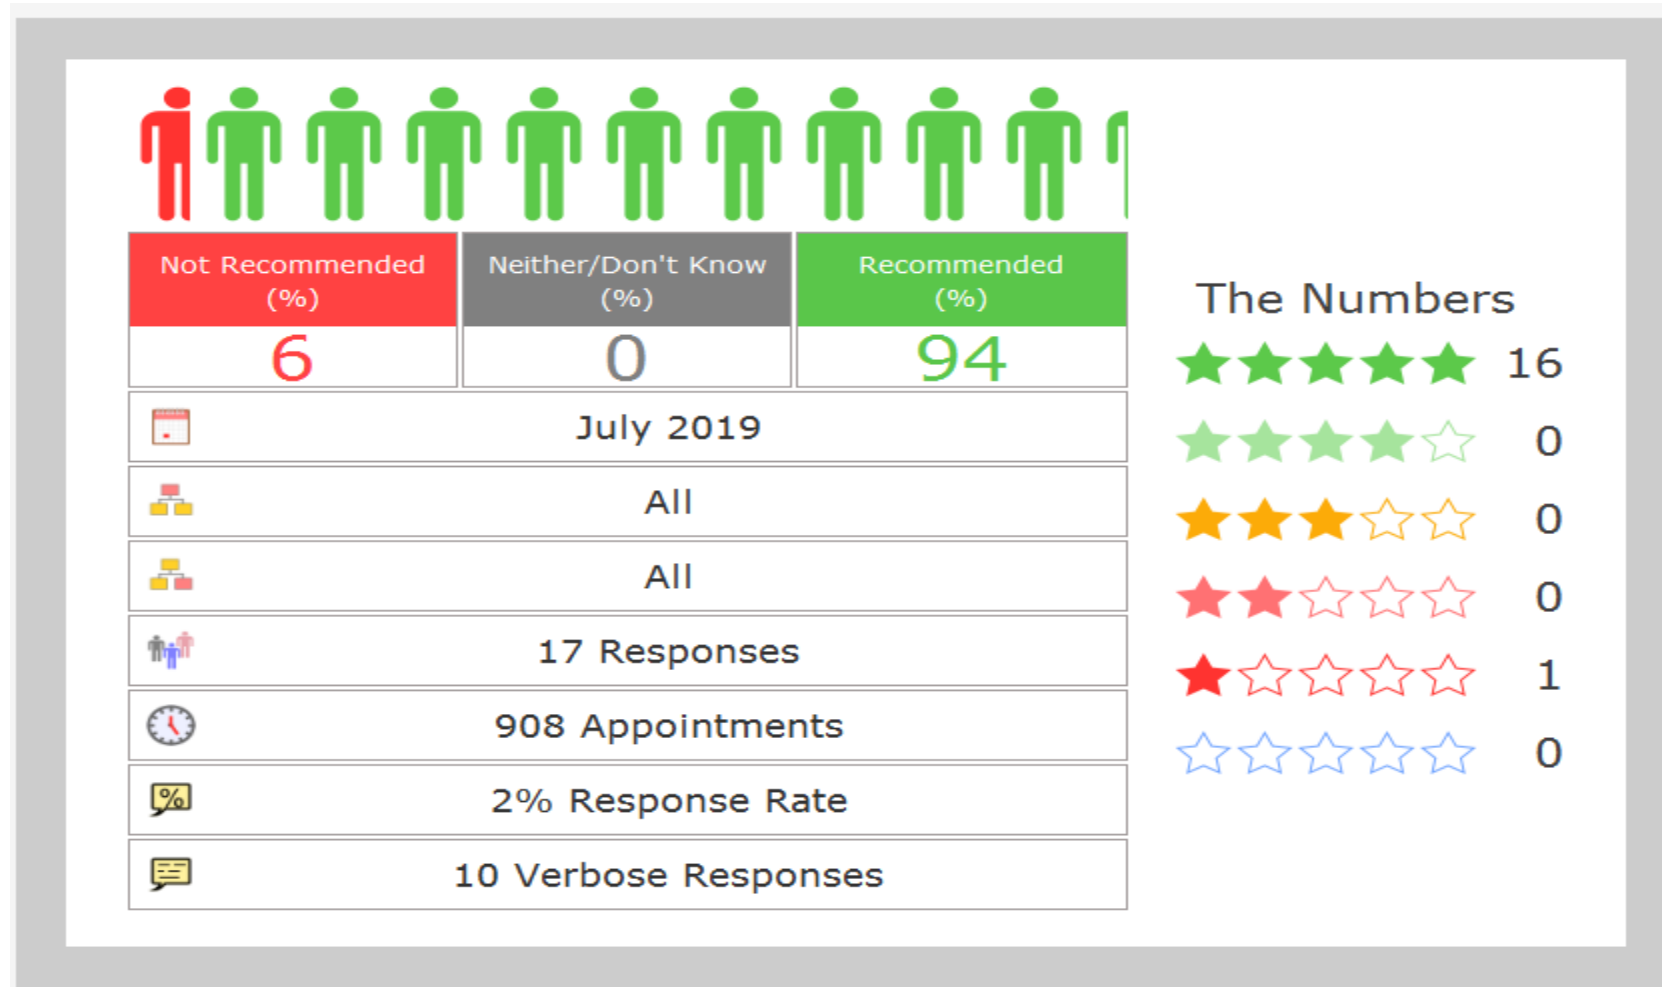 Not Recommended
(%)
Neither/Don't Know
(%)
Recommended
(%)
6
0
94
July 2019
All
All
17 Responses
908 Appointments
2% Response Rate
10 Verbose Responses
The Numbers
16
0
0
0
1
0